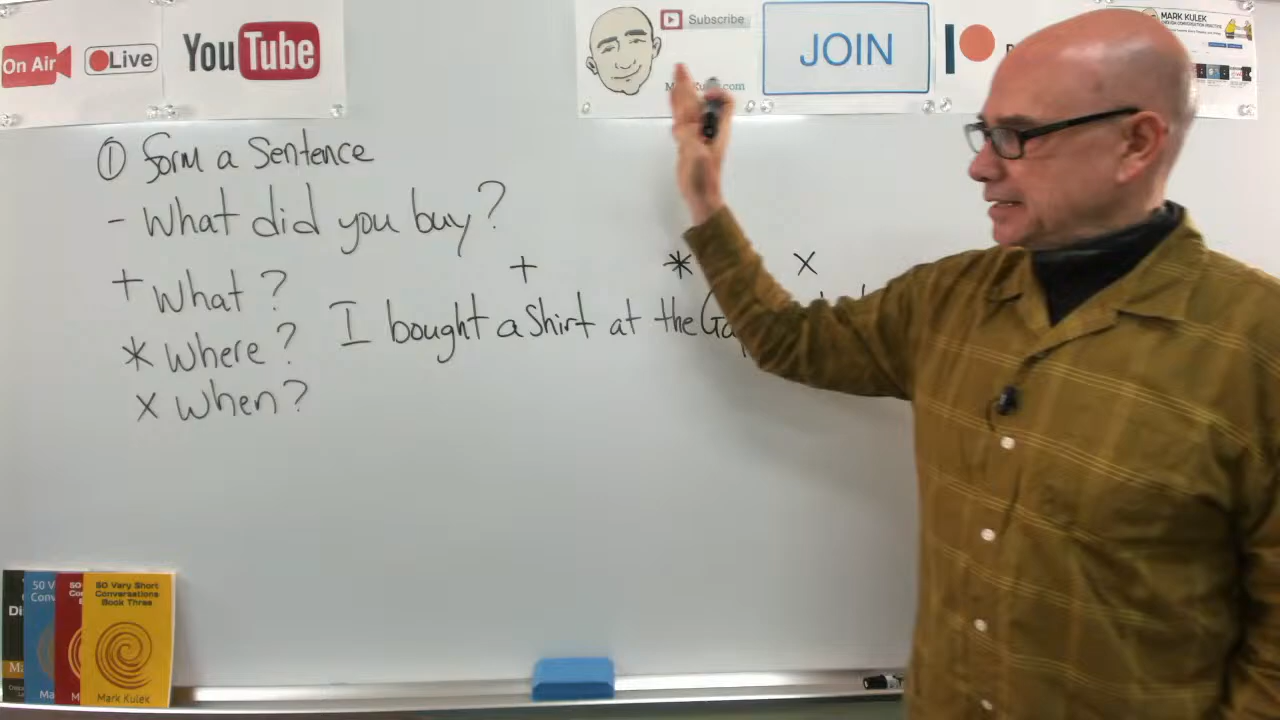 On Air
Live
YouTube
Subscribe
JOIN
MARK KULEK
① form a Sentence
- What did you buy?
+ What?
* Where?
x When?
+ * x
I bought a shirt at the
50 Very Short
Conversations
Book Three
Mark Kulek